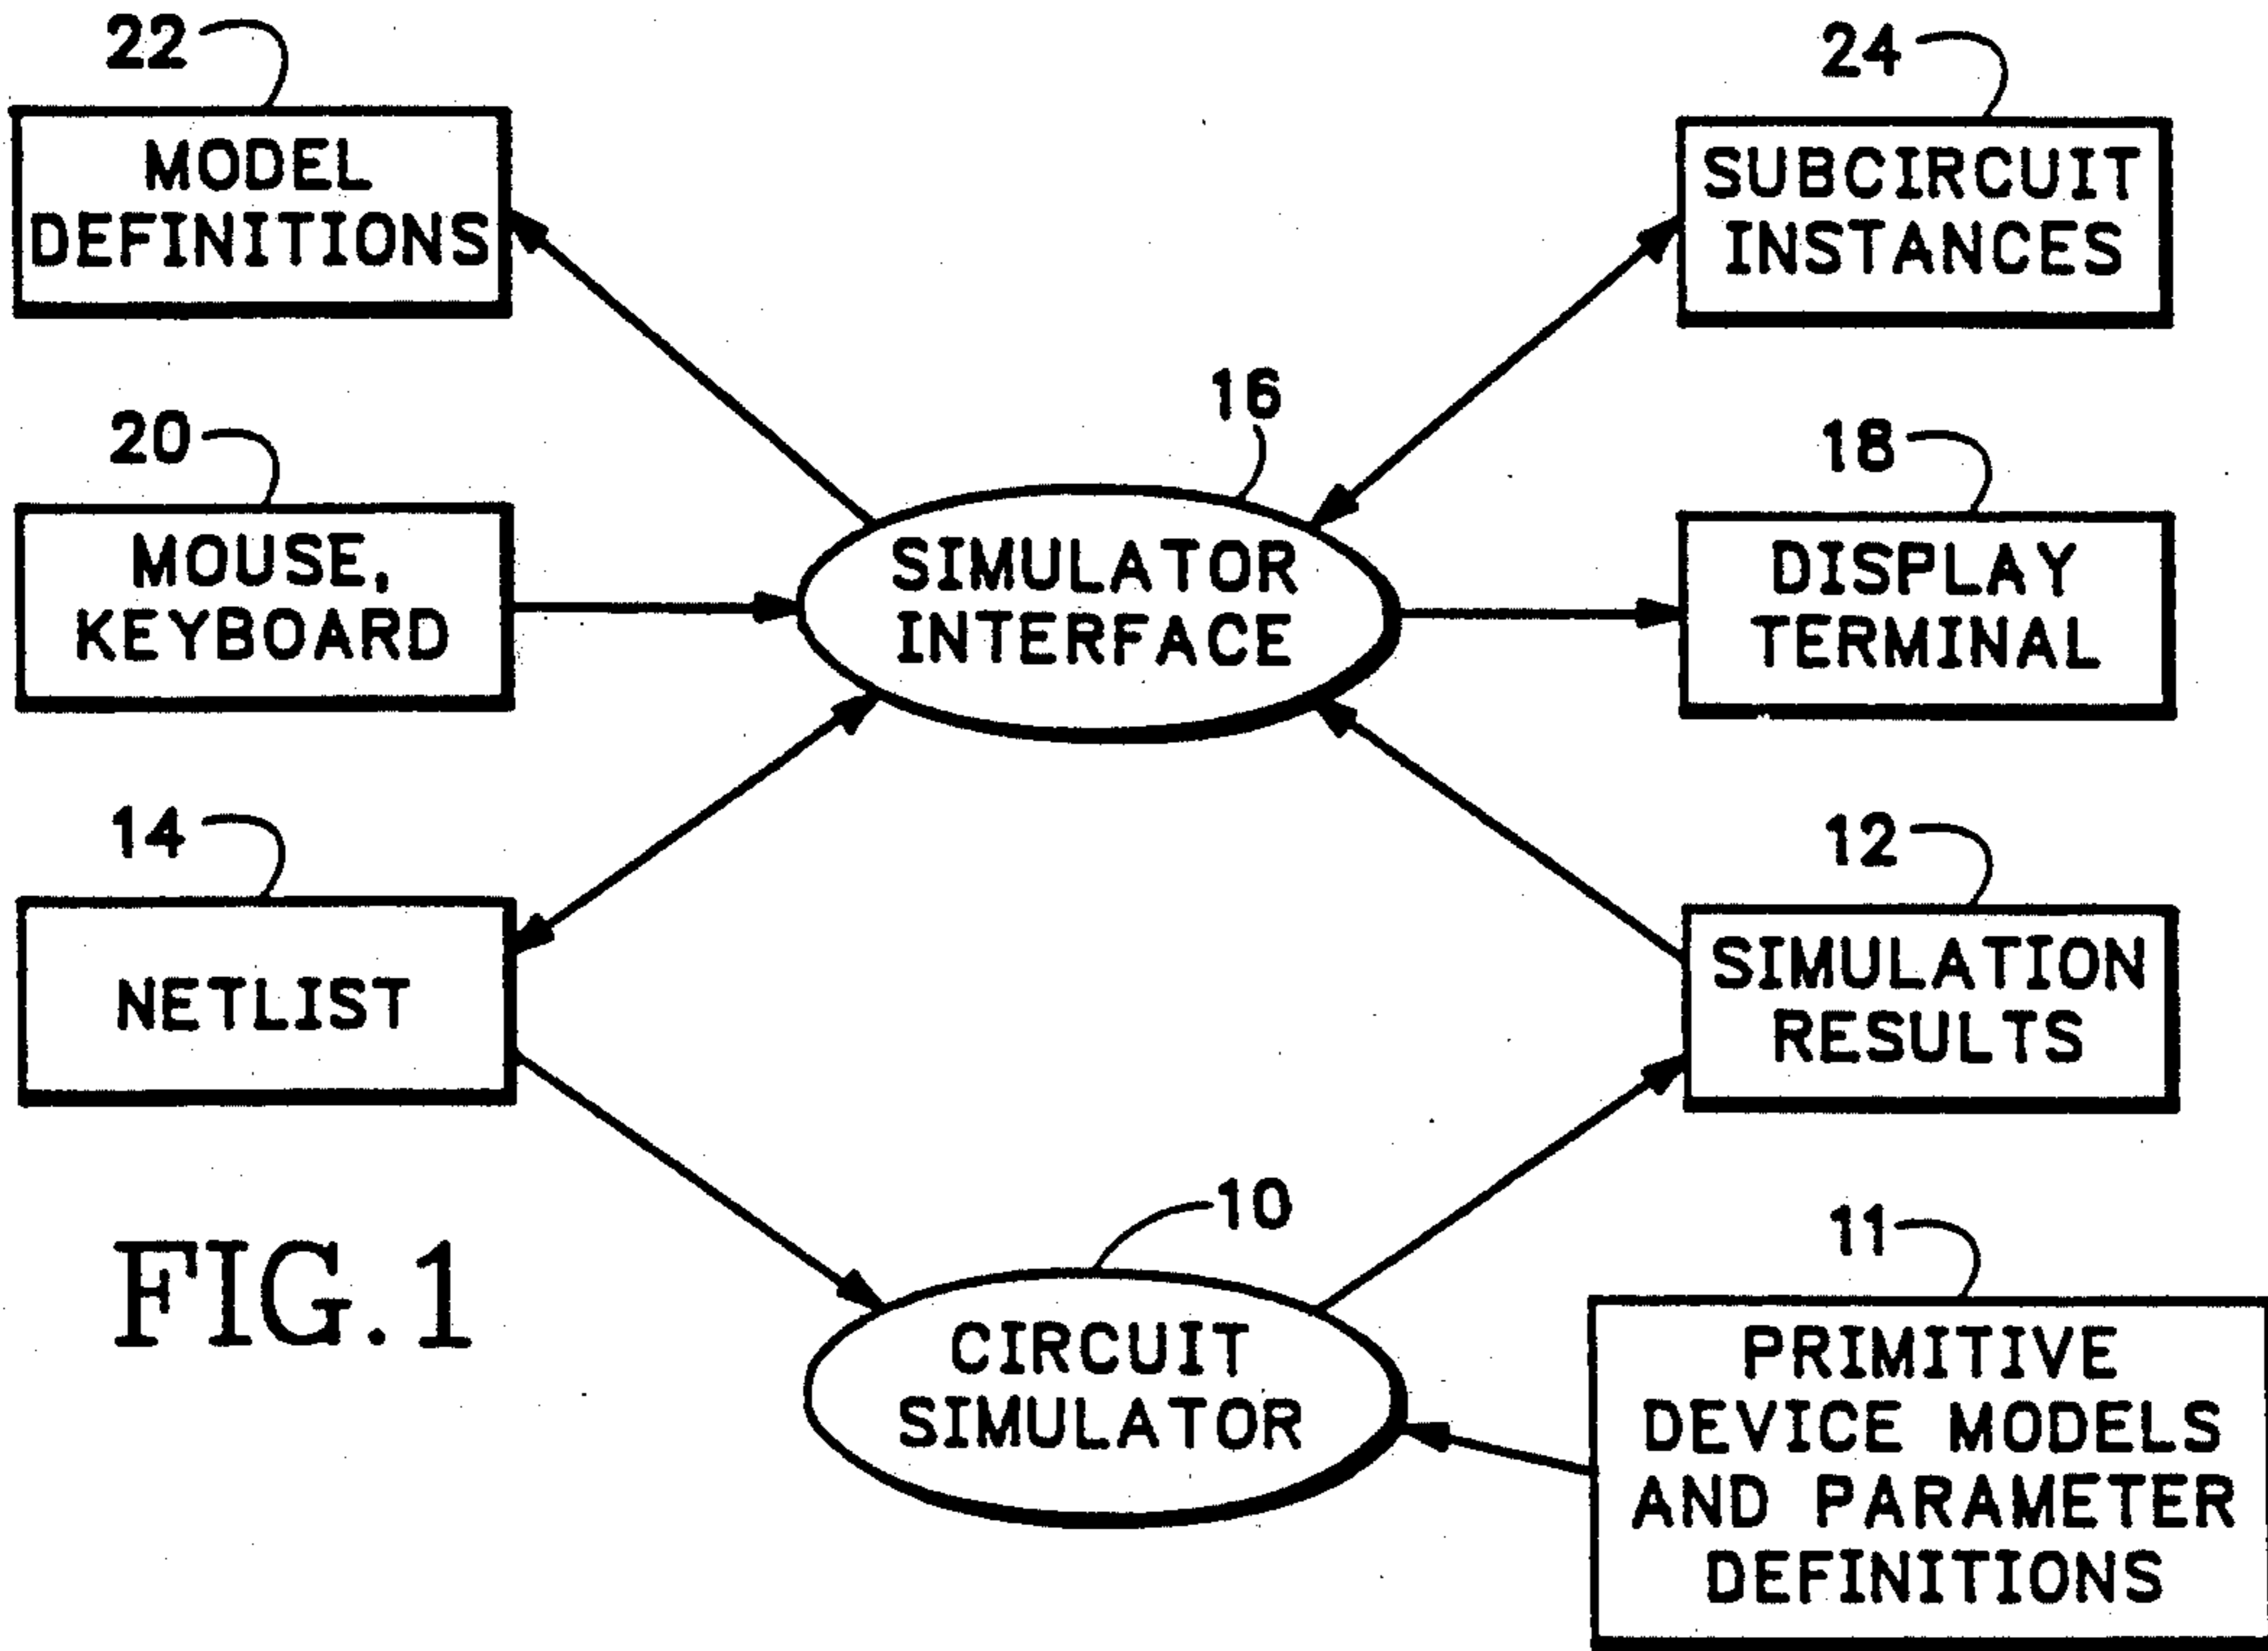 22
MODEL
DEFINITIONS
24
SUBCIRCUIT
INSTANCES
20
MOUSE,
KEYBOARD
16
SIMULATOR
INTERFACE
18
DISPLAY
TERMINAL
14
NETLIST
12
SIMULATION
RESULTS
10
CIRCUIT
SIMULATOR
11
PRIMITIVE
DEVICE MODELS
AND PARAMETER
DEFINITIONS
FIG.1